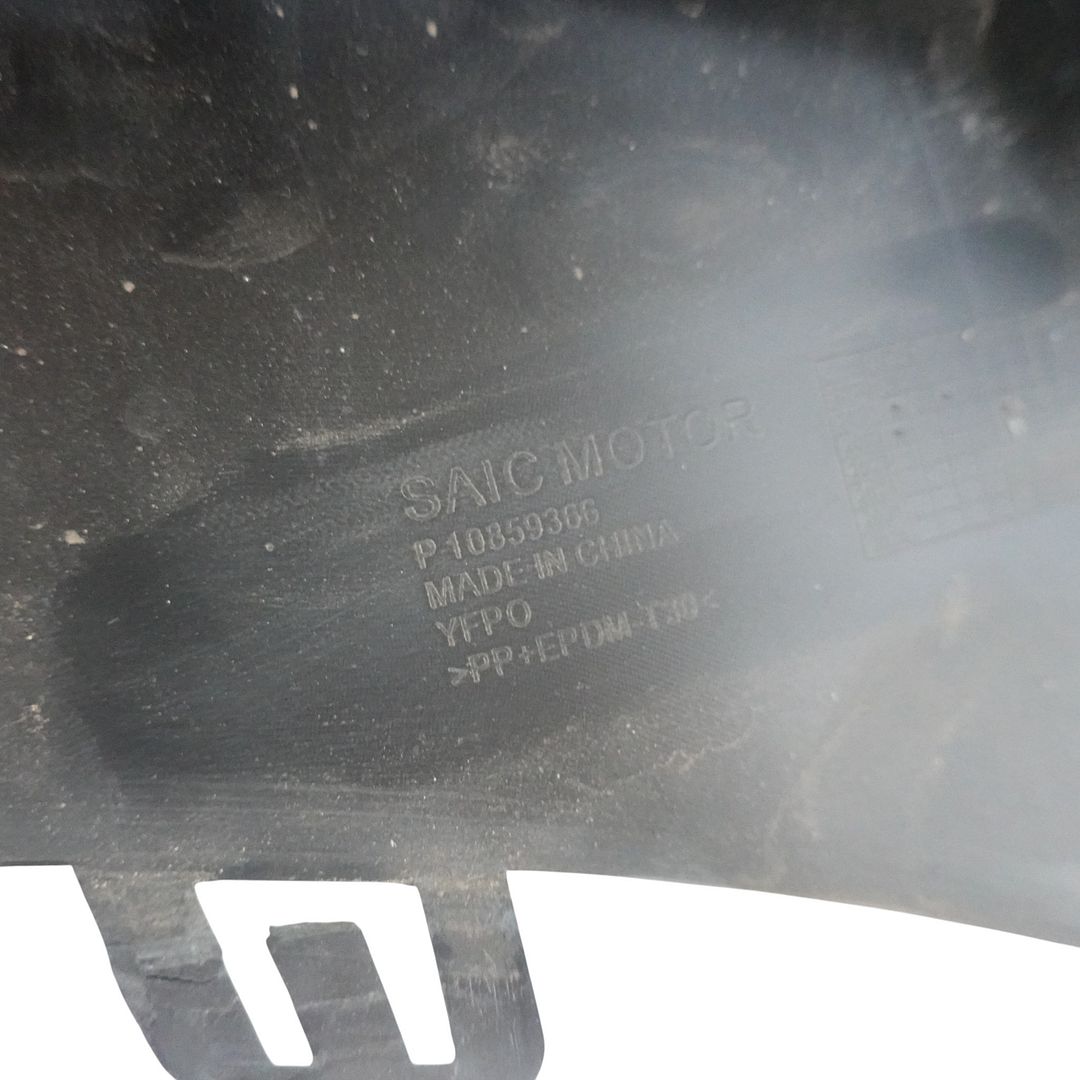 SAIC MOTOR
P 10859366
MADE IN CHINA
YFPO
>PP+EPDM-T30<